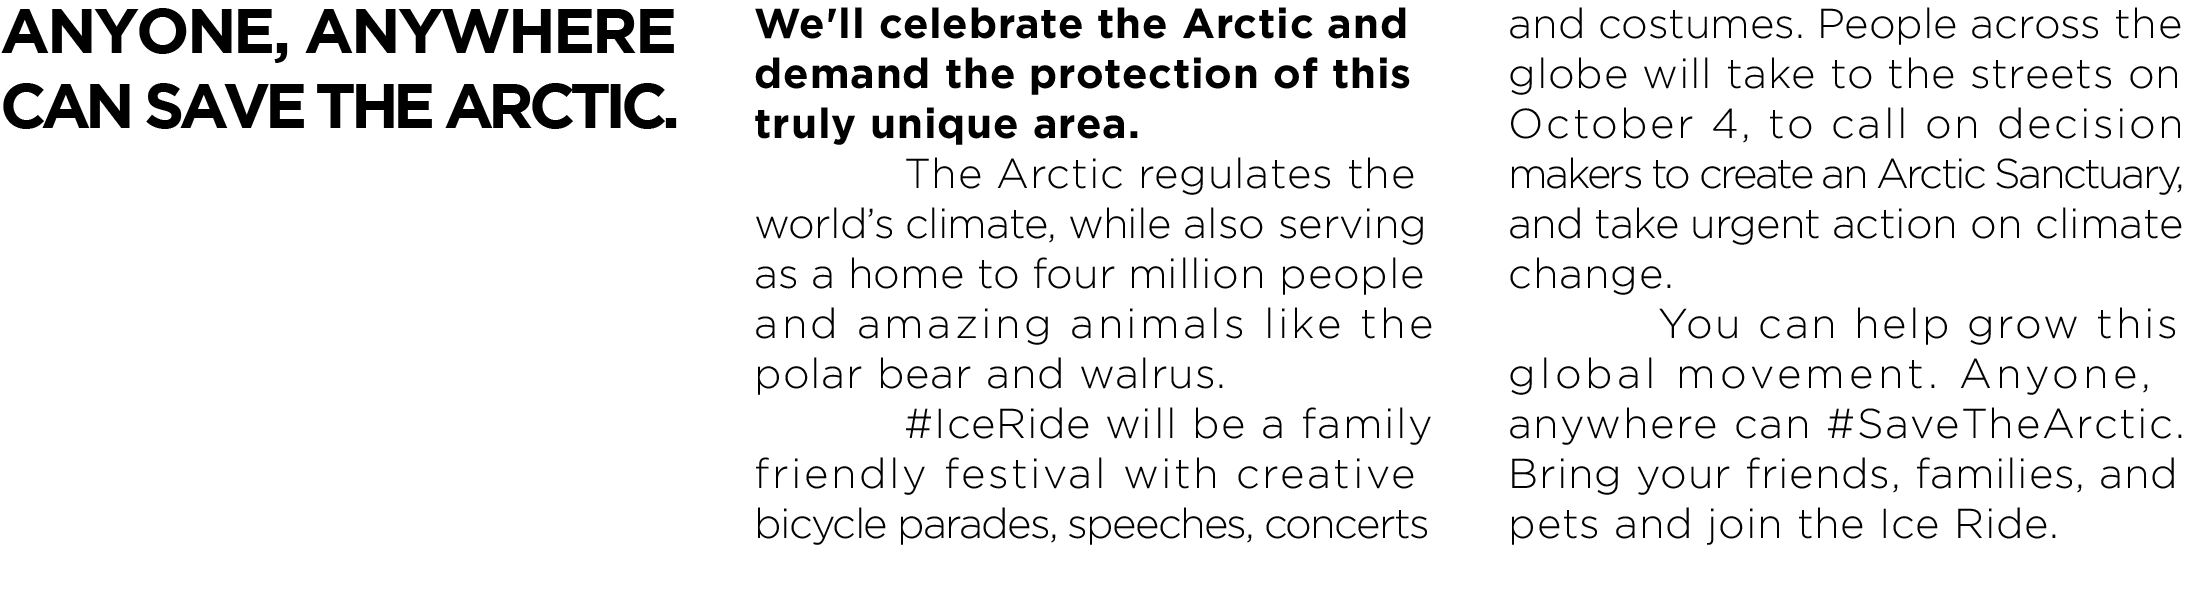 ANYONE, ANYWHERE
CAN SAVE THE ARCTIC.
We'll celebrate the Arctic and
demand the protection of this
truly unique area.
The Arctic regulates the
world’s climate, while also serving
as a home to four million people
and amazing animals like the
polar bear and walrus.
#IceRide will be a family
friendly festival with creative
bicycle parades, speeches, concerts
and costumes. People across the
globe will take to the streets on
October 4, to call on decision
makers to create an Arctic Sanctuary,
and take urgent action on climate
change.
You can help grow this
global movement. Anyone,
anywhere can #SaveTheArctic.
Bring your friends, families, and
pets and join the Ice Ride.